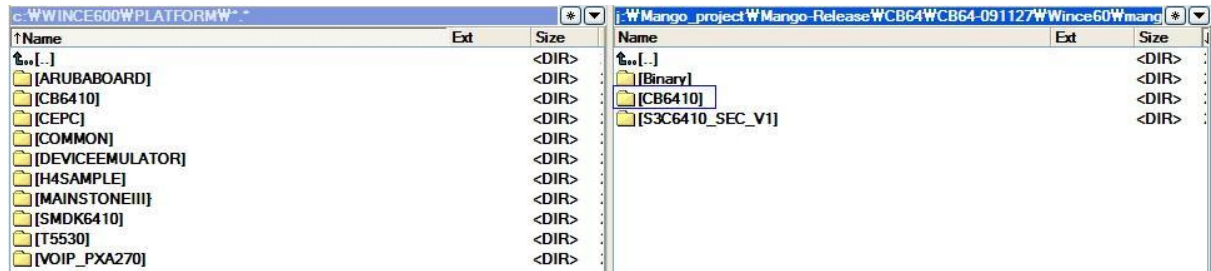 c:₩WINCE600₩PLATFORM₩*.*
↑Name Ext Size
[..] <DIR>
[ARUBABOARD] <DIR>
[CB6410] <DIR>
[CEPC] <DIR>
[COMMON] <DIR>
[DEVICEEMULATOR] <DIR>
[H4SAMPLE] <DIR>
[MAINSTONEIII] <DIR>
[SMDK6410] <DIR>
[T5530] <DIR>
[VOIP_PXA270] <DIR>
j:₩Mango_project₩Mango-Release₩CB64₩CB64-091127₩Wince60₩mang
Name Ext Size
[..] <DIR>
[Binary] <DIR>
[CB6410] <DIR>
[S3C6410_SEC_V1] <DIR>